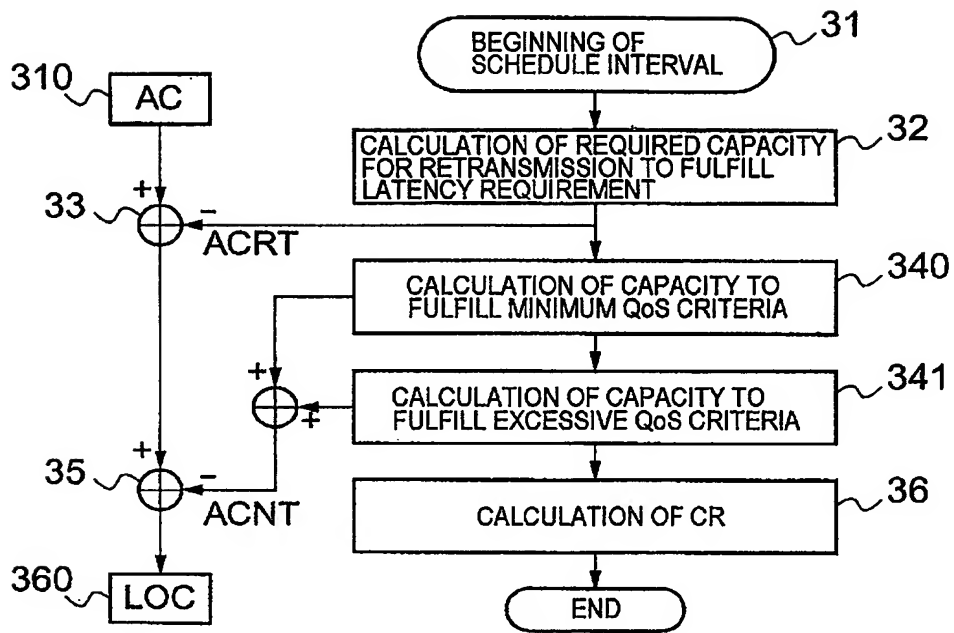 BEGINNING OF
SCHEDULE INTERVAL
31
310
AC
CALCULATION OF REQUIRED CAPACITY
FOR RETRANSMISSION TO FULFILL
LATENCY REQUIREMENT
32
33
+
-
ACRT
CALCULATION OF CAPACITY TO
FULFILL MINIMUM QoS CRITERIA
340
+
+
CALCULATION OF CAPACITY TO
FULFILL EXCESSIVE QoS CRITERIA
341
35
+
-
ACNT
CALCULATION OF CR
36
360
LOC
END